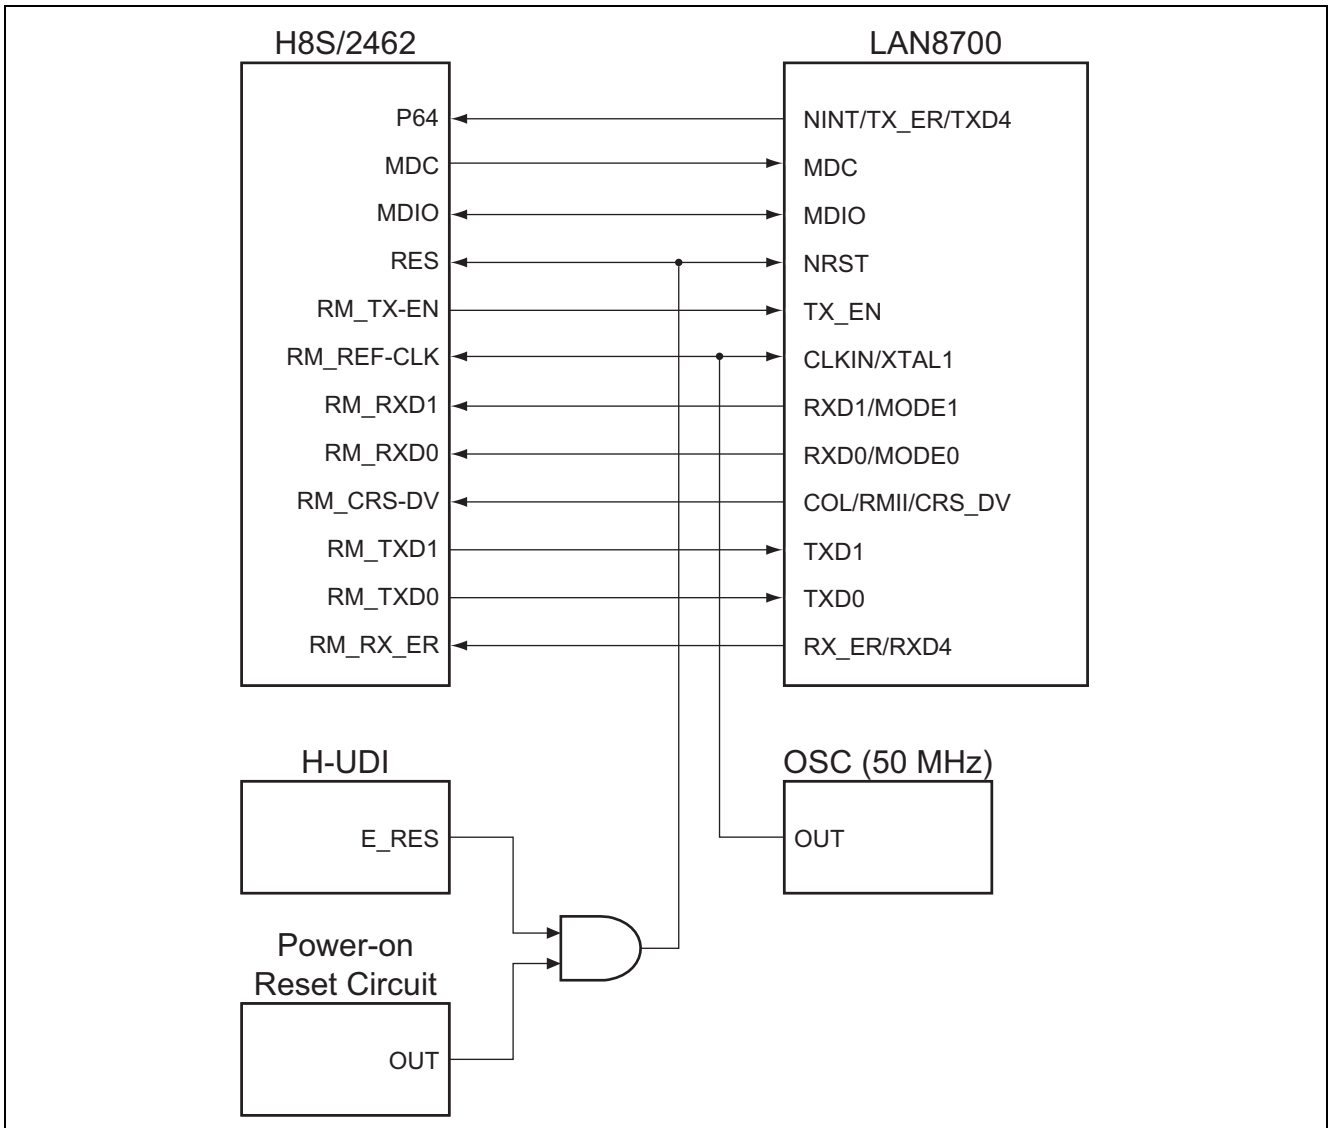 H8S/2462
LAN8700
P64
NINT/TX_ER/TXD4
MDC
MDC
MDIO
MDIO
RES
NRST
RM_TX-EN
TX_EN
RM_REF-CLK
CLKIN/XTAL1
RM_RXD1
RXD1/MODE1
RM_RXD0
RXD0/MODE0
RM_CRS-DV
COL/RMII/CRS_DV
RM_TXD1
TXD1
RM_TXD0
TXD0
RM_RX_ER
RX_ER/RXD4
H-UDI
OSC (50 MHz)
E_RES
OUT
Power-on
Reset Circuit
OUT